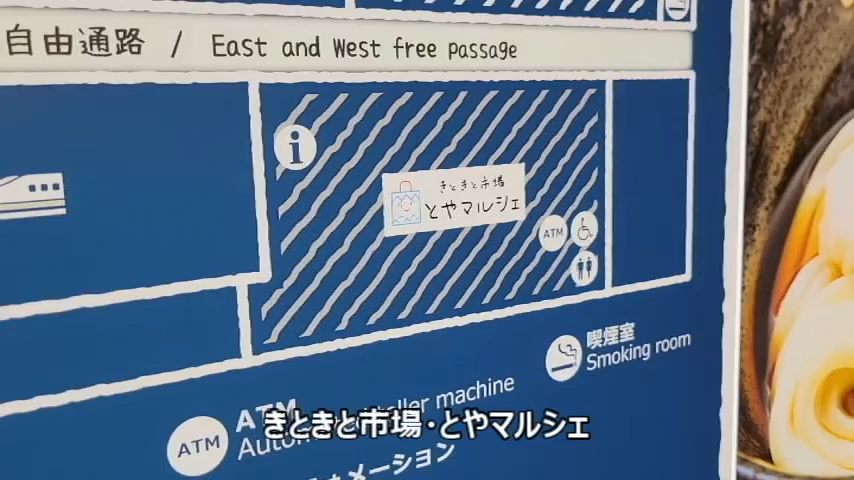 自由通路 / East and West free passage
きときと市場
とやマルシェ
ATM
喫煙室
Smoking room
ATM
ATM
machine
きときと市場・とやマルシェ
メーション